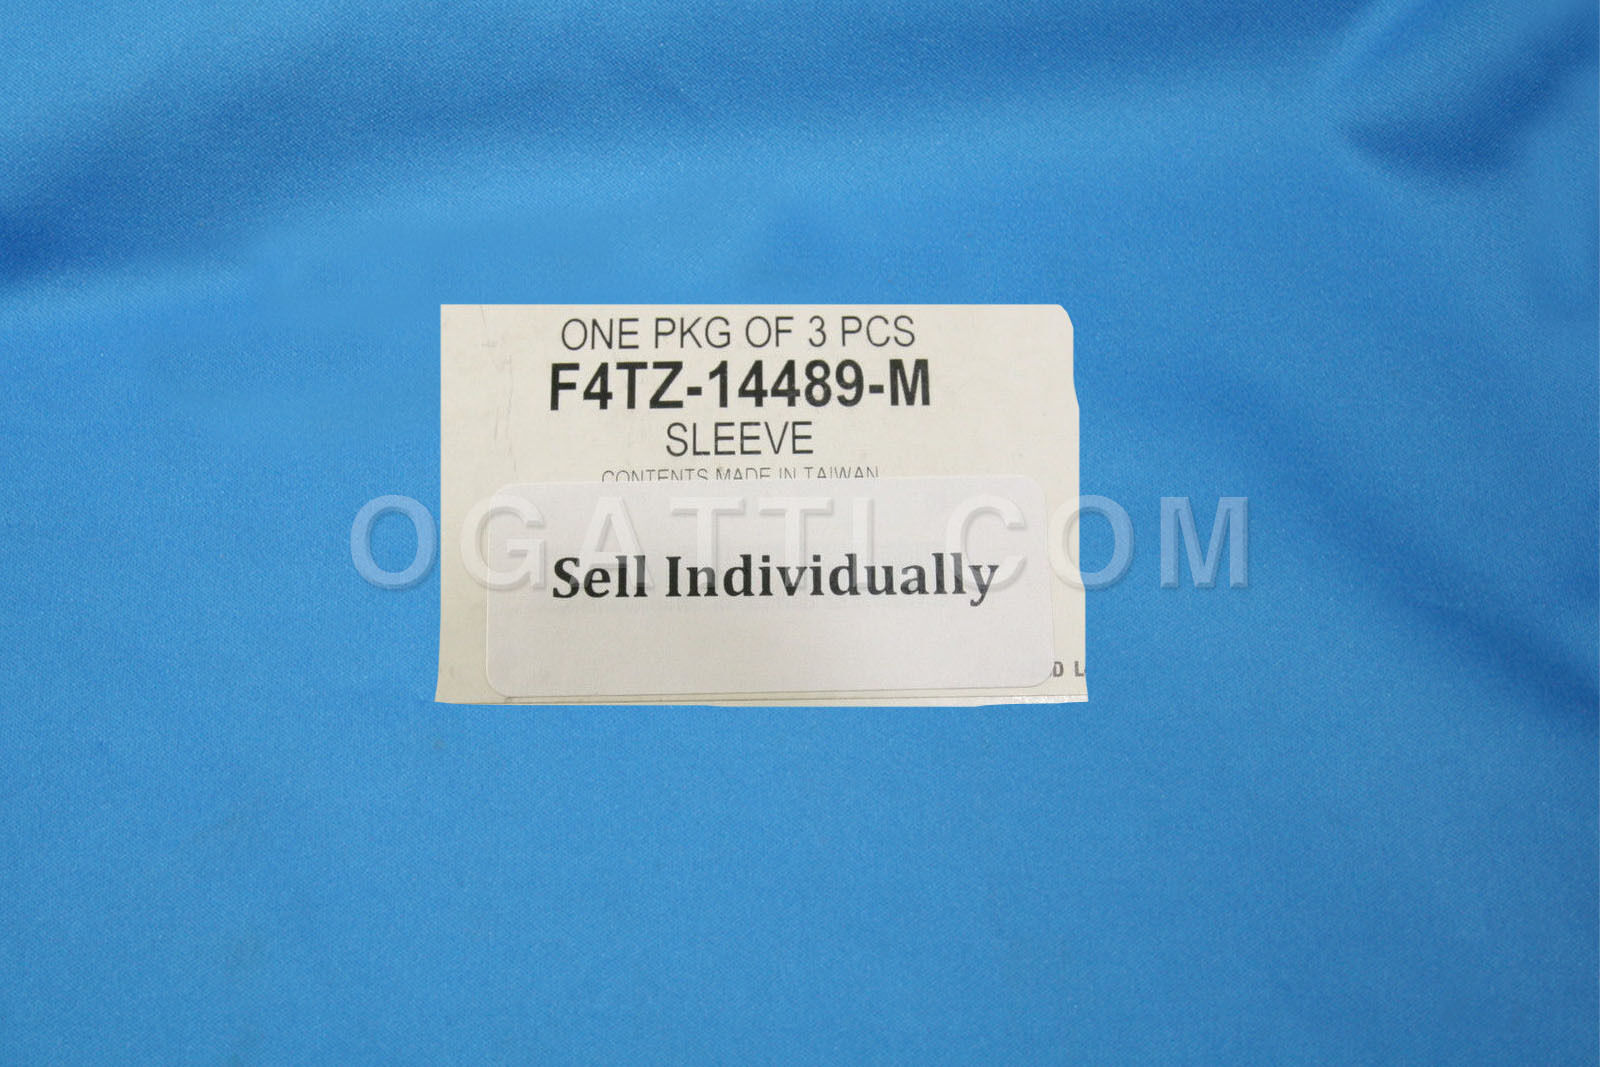 ONE PKG OF 3 PCS
F4TZ-14489-M
SLEEVE
CONTENTS MADE IN TAIWAN
OGATTI.COM
Sell Individually
D L